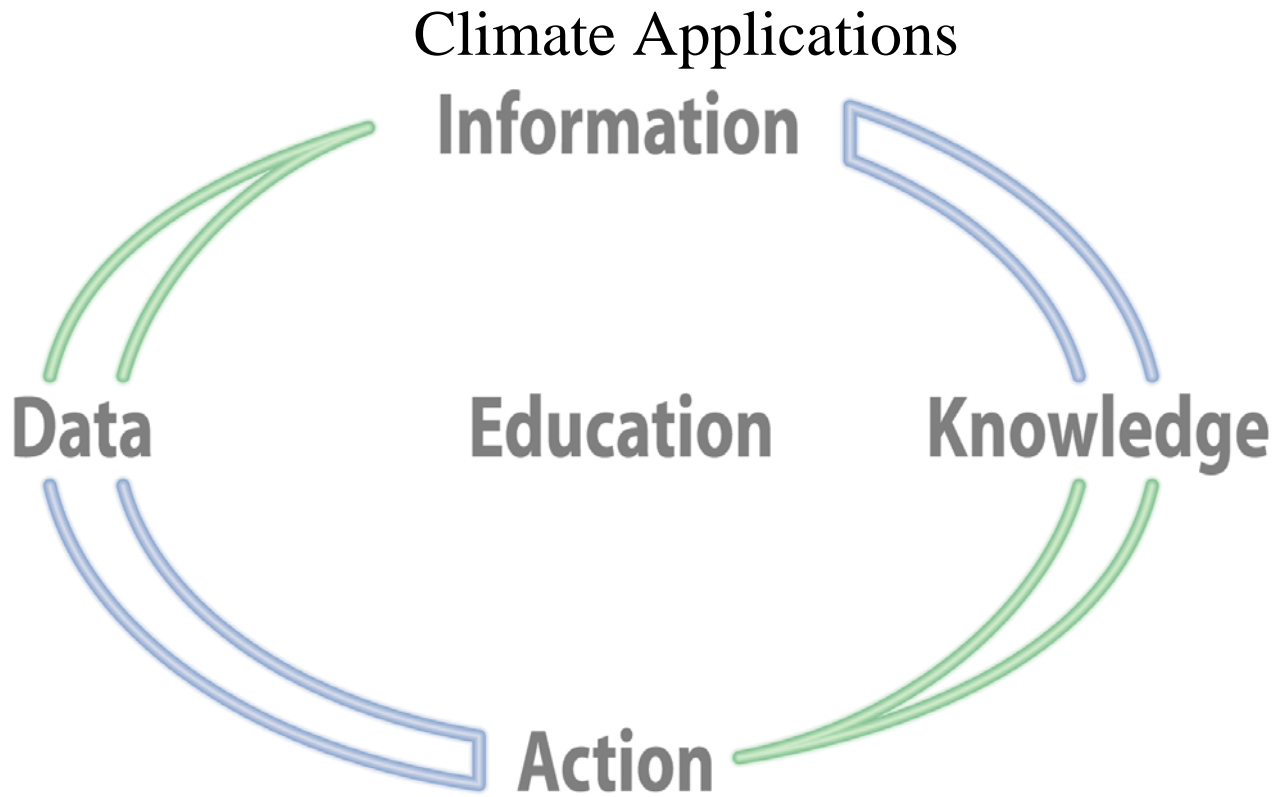 Climate Applications
Information
Data
Education
Knowledge
Action